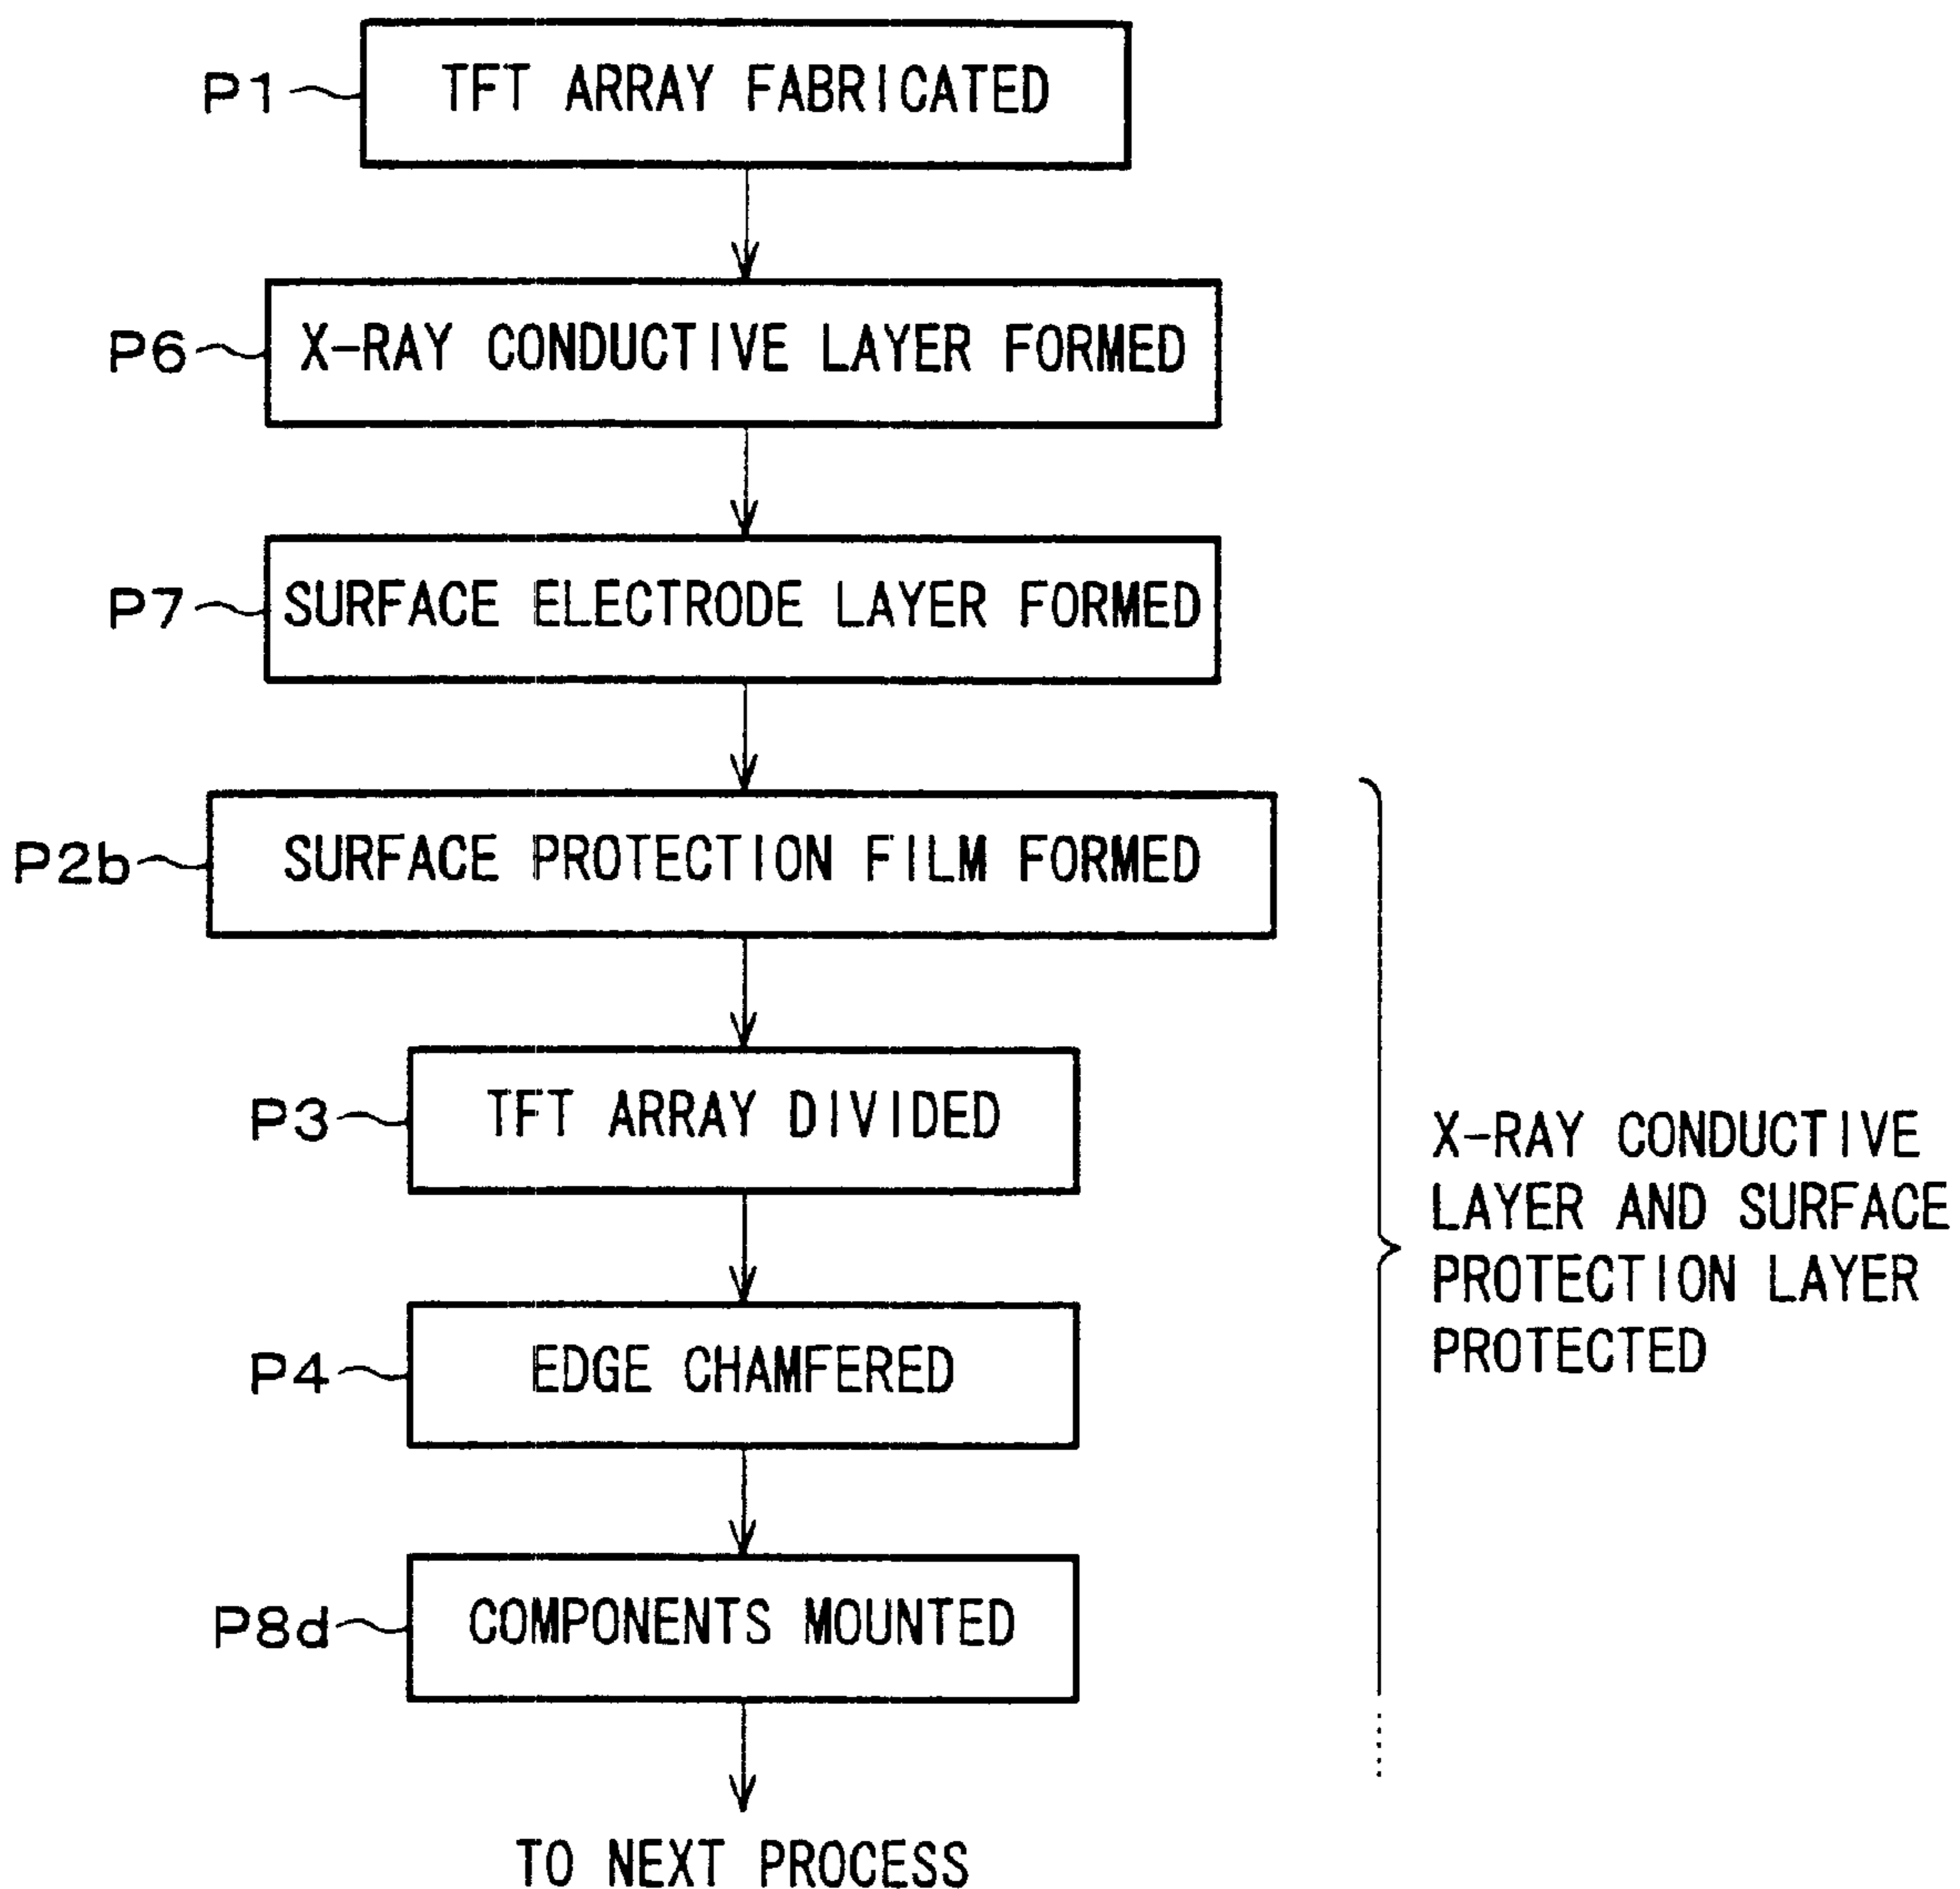 P1 TFT ARRAY FABRICATED
P6 X-RAY CONDUCTIVE LAYER FORMED
P7 SURFACE ELECTRODE LAYER FORMED
P2b SURFACE PROTECTION FILM FORMED
P3 TFT ARRAY DIVIDED
P4 EDGE CHAMFERED
P8d COMPONENTS MOUNTED
TO NEXT PROCESS
X-RAY CONDUCTIVE
LAYER AND SURFACE
PROTECTION LAYER
PROTECTED